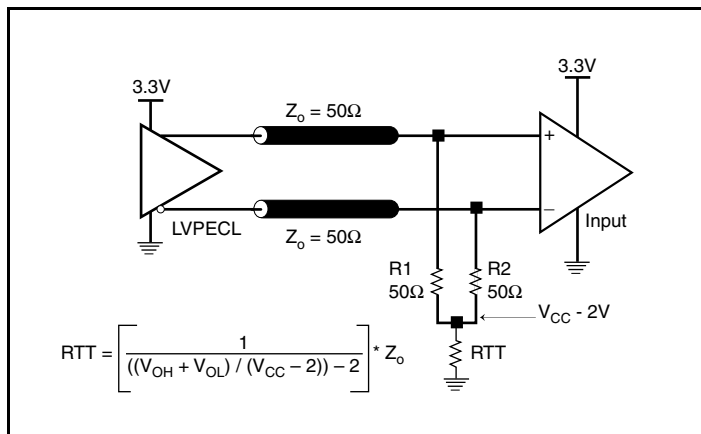 3.3V
3.3V
Zo = 50Ω
+
–
LVPECL
Zo = 50Ω
Input
R1
50Ω
R2
50Ω
VCC - 2V
RTT
RTT = [ 1 / ((VOH + VOL) / (VCC – 2)) – 2 ] * Zo